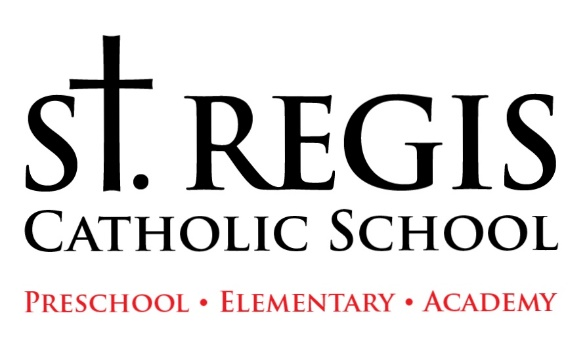 St. Regis
Catholic School
Preschool • Elementary • Academy